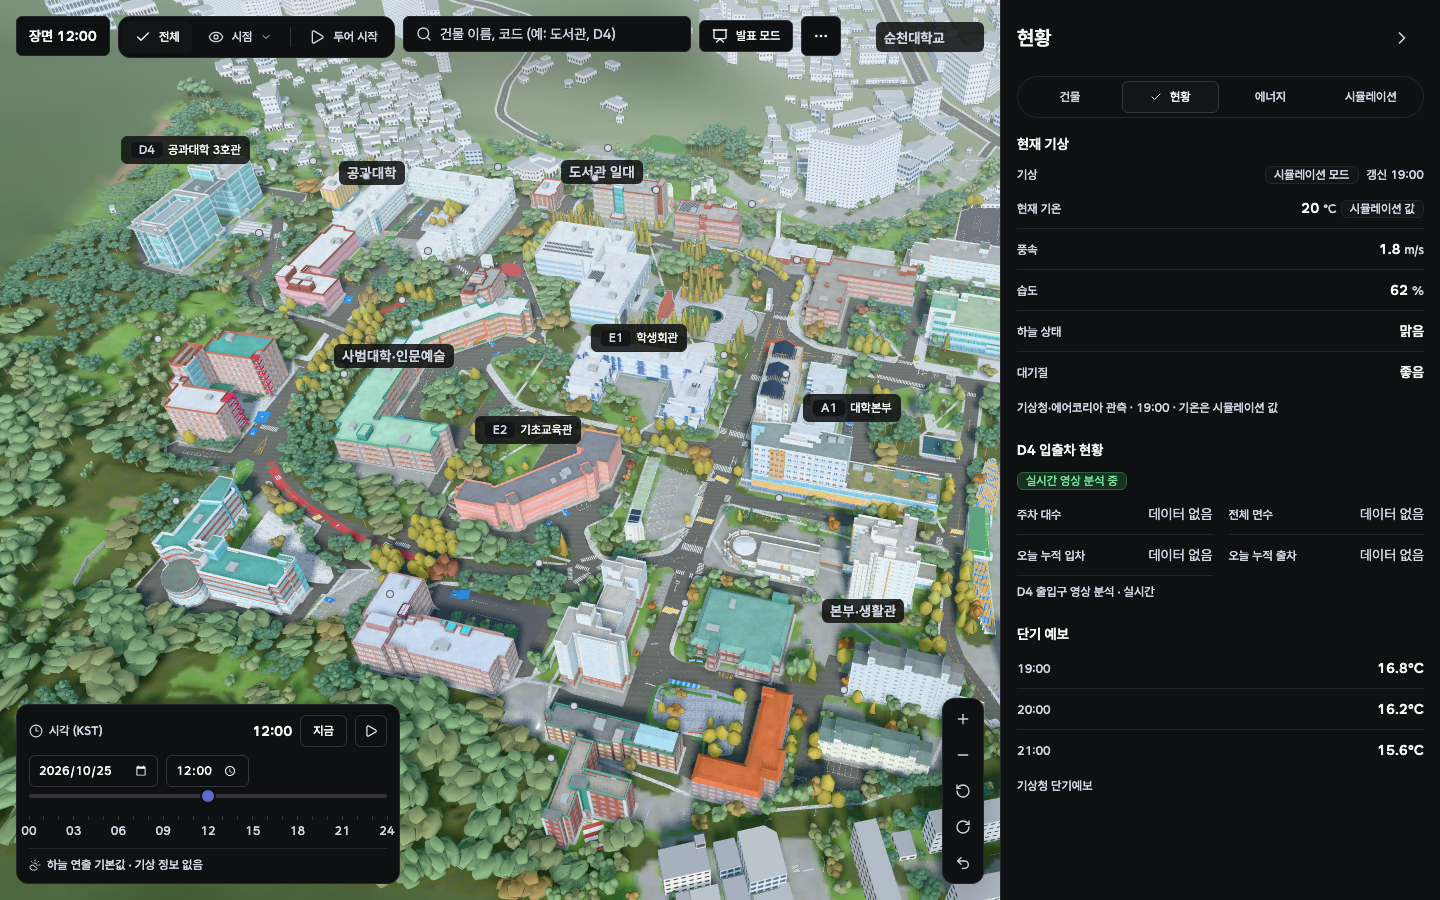 장면 12:00
전체
시점
투어 시작
건물 이름, 코드 (예: 도서관, D4)
발표 모드
순천대학교
D4 공과대학 3호관
공과대학
도서관 일대
E1 학생회관
사범대학·인문예술
A1 대학본부
E2 기초교육관
본부·생활관
시각 (KST)
12:00
지금
2026/10/25
12:00
00 03 06 09 12 15 18 21 24
하늘 연출 기본값 · 기상 정보 없음
현황
건물
현황
에너지
시뮬레이션
현재 기상
기상 시뮬레이션 모드 갱신 19:00
현재 기온 20 °C 시뮬레이션 값
풍속 1.8 m/s
습도 62 %
하늘 상태 맑음
대기질 좋음
기상청·에어코리아 관측 · 19:00 · 기온은 시뮬레이션 값
D4 입출차 현황
실시간 영상 분석 중
주차 대수 데이터 없음 전체 면수 데이터 없음
오늘 누적 입차 데이터 없음 오늘 누적 출차 데이터 없음
D4 출입구 영상 분석 · 실시간
단기 예보
19:00 16.8°C
20:00 16.2°C
21:00 15.6°C
기상청 단기예보